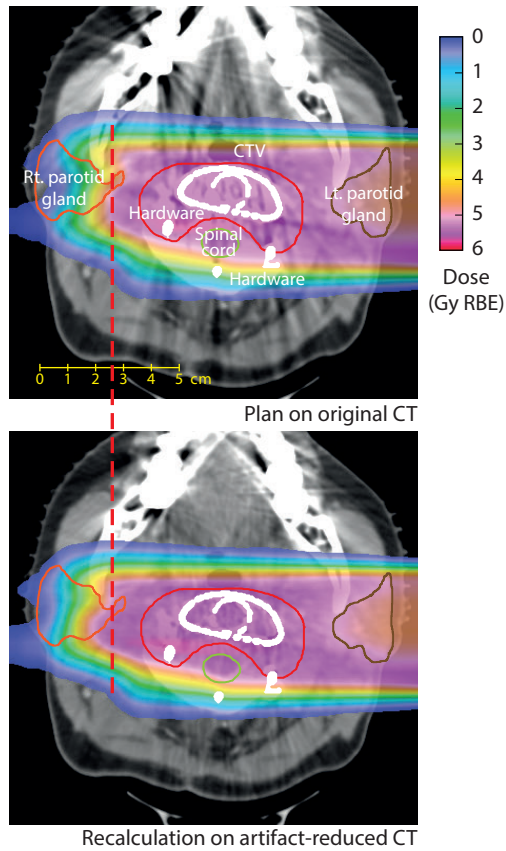 0
1
2
3
4
5
6
Dose
(Gy RBE)
CTV
Rt. parotid
gland
Lt. parotid
gland
Hardware
Spinal
cord
Hardware
0 1 2 3 4 5 cm
Plan on original CT
Recalculation on artifact-reduced CT